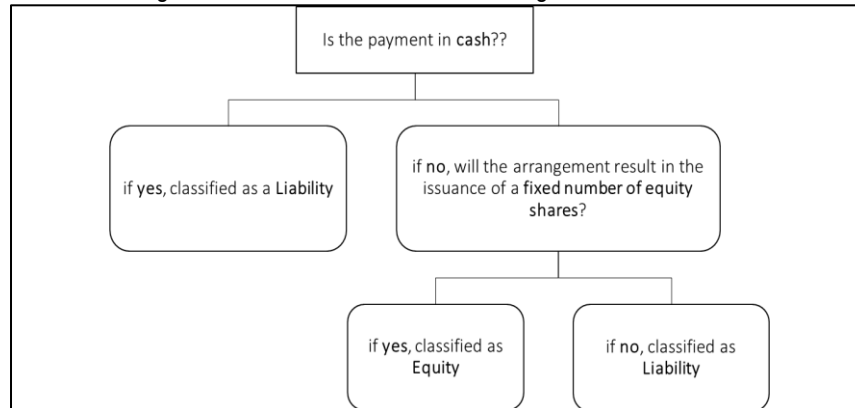 Is the payment in cash??
if yes, classified as a Liability
if no, will the arrangement result in the
issuance of a fixed number of equity
shares?
if yes, classified as
Equity
if no, classified as
Liability